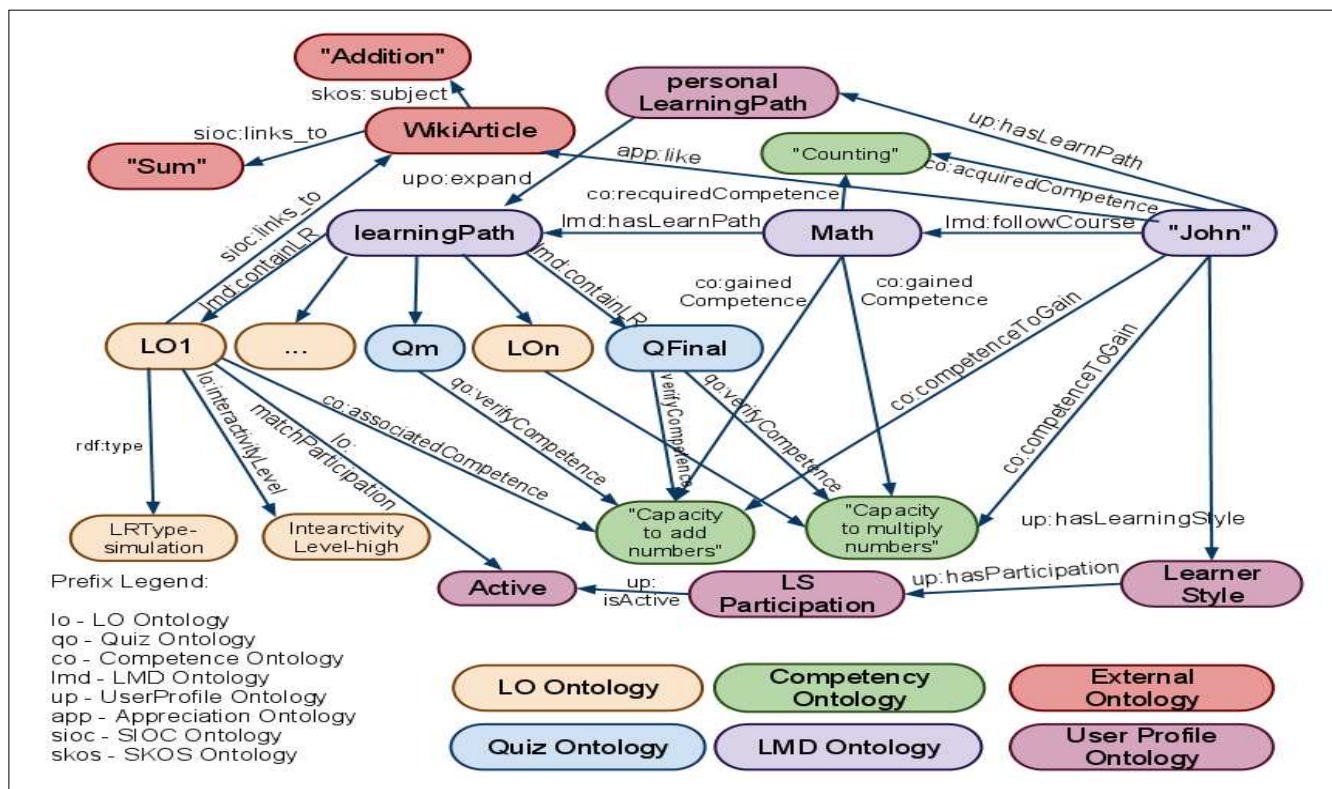 "Addition"
skos:subject
personal
LearningPath
WikiArticle
sioc:links_to
"Sum"
up:hasLearnPath
app:like
"Counting"
co:acquiredCompetence
upo:expand
co:recquiredCompetence
sioc:links_to
learningPath
lmd:hasLearnPath
Math
lmd:followCourse
"John"
lmd:containLR
lmd:containLR
co:gained
Competence
co:gained
Competence
LO1
...
Qm
LOn
QFinal
co:competenceToGain
co:competenceToGain
rdf:type
lo:interactivityLevel
lo:
matchParticipation
co:associatedCompetence
qo:verifyCompetence
verifyCompetence
qo:verifyCompetence
LRType-
simulation
Intearctivity
Level-high
"Capacity
to add
numbers"
"Capacity
to multiply
numbers"
up:hasLearningStyle
Active
up:
isActive
LS
Participation
up:hasParticipation
Learner
Style
Prefix Legend:
lo - LO Ontology
qo - Quiz Ontology
co - Competence Ontology
lmd - LMD Ontology
up - UserProfile Ontology
app - Appreciation Ontology
sioc - SIOC Ontology
skos - SKOS Ontology
LO Ontology
Competency
Ontology
External
Ontology
Quiz Ontology
LMD Ontology
User Profile
Ontology